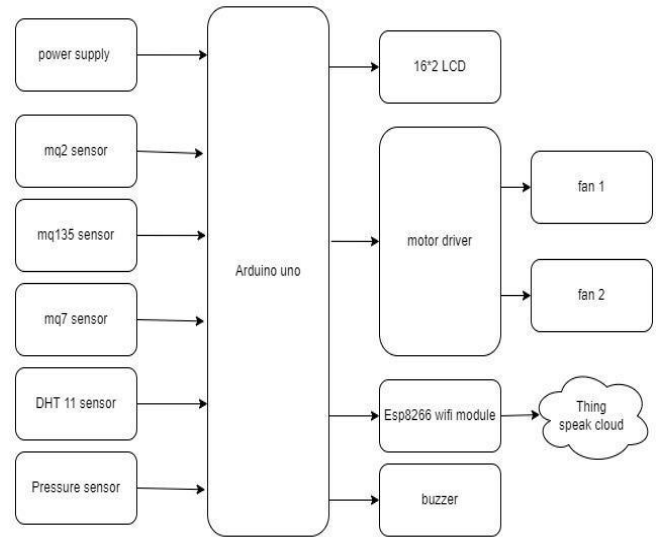 power supply
mq2 sensor
mq135 sensor
mq7 sensor
DHT 11 sensor
Pressure sensor
Arduino uno
16*2 LCD
motor driver
fan 1
fan 2
Esp8266 wifi module
Thing
speak cloud
buzzer